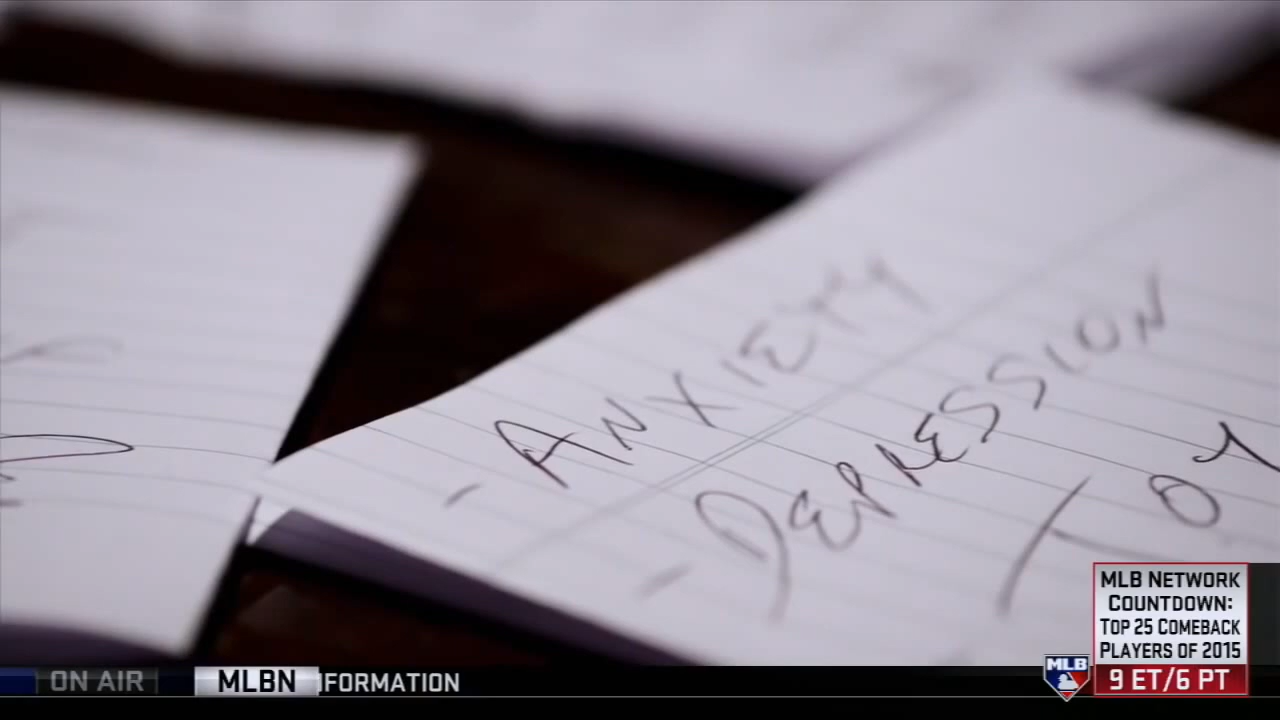 - ANXIETY
- DEPRESSION
MLB NETWORK
COUNTDOWN:
TOP 25 COMEBACK
PLAYERS OF 2015
9 ET/6 PT
MLB
ON AIR
MLBN
FORMATION